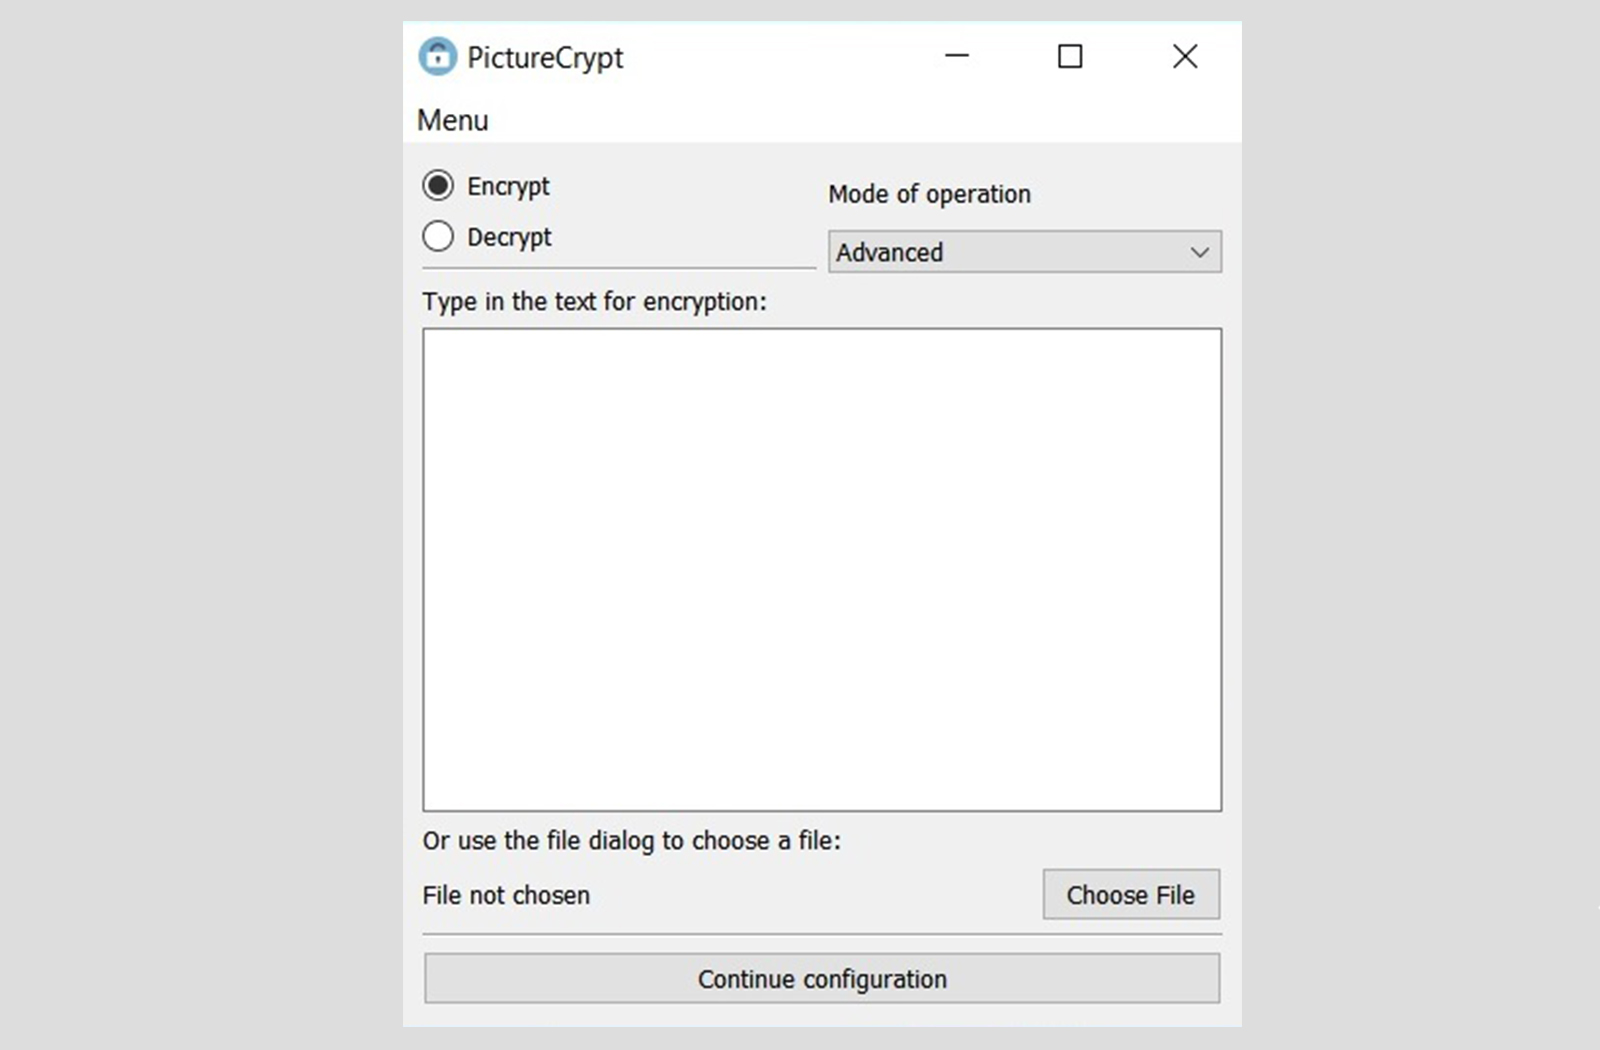 PictureCrypt
Menu
Encrypt
Decrypt
Mode of operation
Advanced
Type in the text for encryption:
Or use the file dialog to choose a file:
File not chosen
Choose File
Continue configuration